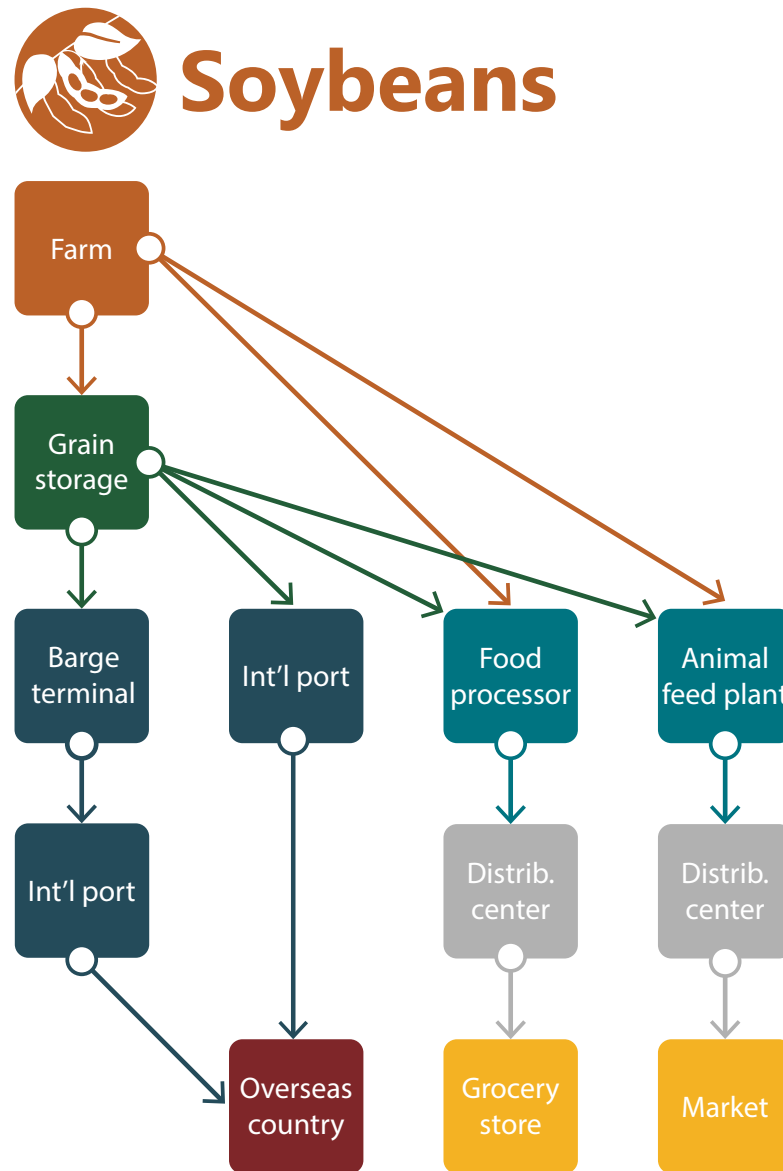 Soybeans
Farm
Grain
storage
Barge
terminal
Int’l port
Food
processor
Animal
feed plant
Int’l port
Distrib.
center
Distrib.
center
Overseas
country
Grocery
store
Market